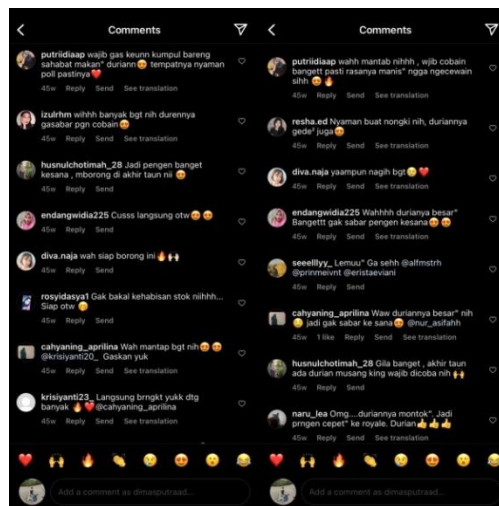 Comments
putriidiaap wajib gas keunn kumpul bareng
sahabat makan" duriann😍 tempatnya nyaman
poll pastinya❤️
45w Reply Send See translation
izulrhm wihhh banyak bgt nih durennya
gasabar pgn cobain😍
45w Reply Send See translation
husnulchotimah_28 Jadi pengen banget
kesana , mborong di akhir taun nii 😍
45w Reply Send
endangwidia225 Cusss langsung otw😍😍
45w Reply Send See translation
diva.naja wah siap borong ini🔥🙌
45w Reply Send See translation
rosyidasya1 Gak bakal kehabisan stok niihhh...
Siap otw
45w Reply Send
cahyaning_aprilina Wah mantap bgt nih😍😍
@krisiyanti20_ Gaskan yuk
45w Reply Send See translation
krisiyanti23_ Langsung brngkt yukk dtg
banyak 🔥❤️@cahyaning_aprilina
45w Reply Send See translation
Add a comment as dimasputraad...
Comments
putriidiaap wahh mantab nihhh , wjib cobain
bangett pasti rasanya manis" ngga ngecewain
sihh 😍🔥
45w Reply Send See translation
resha.ed Nyaman buat nongki nih, duriannya
gede² juga😍
45w Reply Send See translation
diva.naja yaampun nagih bgt🥲❤️
45w Reply Send See translation
endangwidia225 Wahhhh durianya besar"
Bangettt gak sabar pengen kesana😍
45w Reply Send See translation
seeelllyy_ Lemuu" Ga sehh @alfmstrh
@prinmeivnt @eristaeviani
45w Reply Send See translation
cahyaning_aprilina Waw duriannya besar" nih
🤤 jadi gak sabar ke sana😍 @nur_asifahh
45w 1 like Reply Send See translation
husnulchotimah_28 Gila banget , akhir taun
ada durian musang king wajib dicoba nih 🙌
45w Reply Send See translation
naru_lea Omg....duriannya montok". Jadi
prngen cepet" ke royale. Durian👍👍👍
45w Reply Send See translation
Add a comment as dimasputraad...